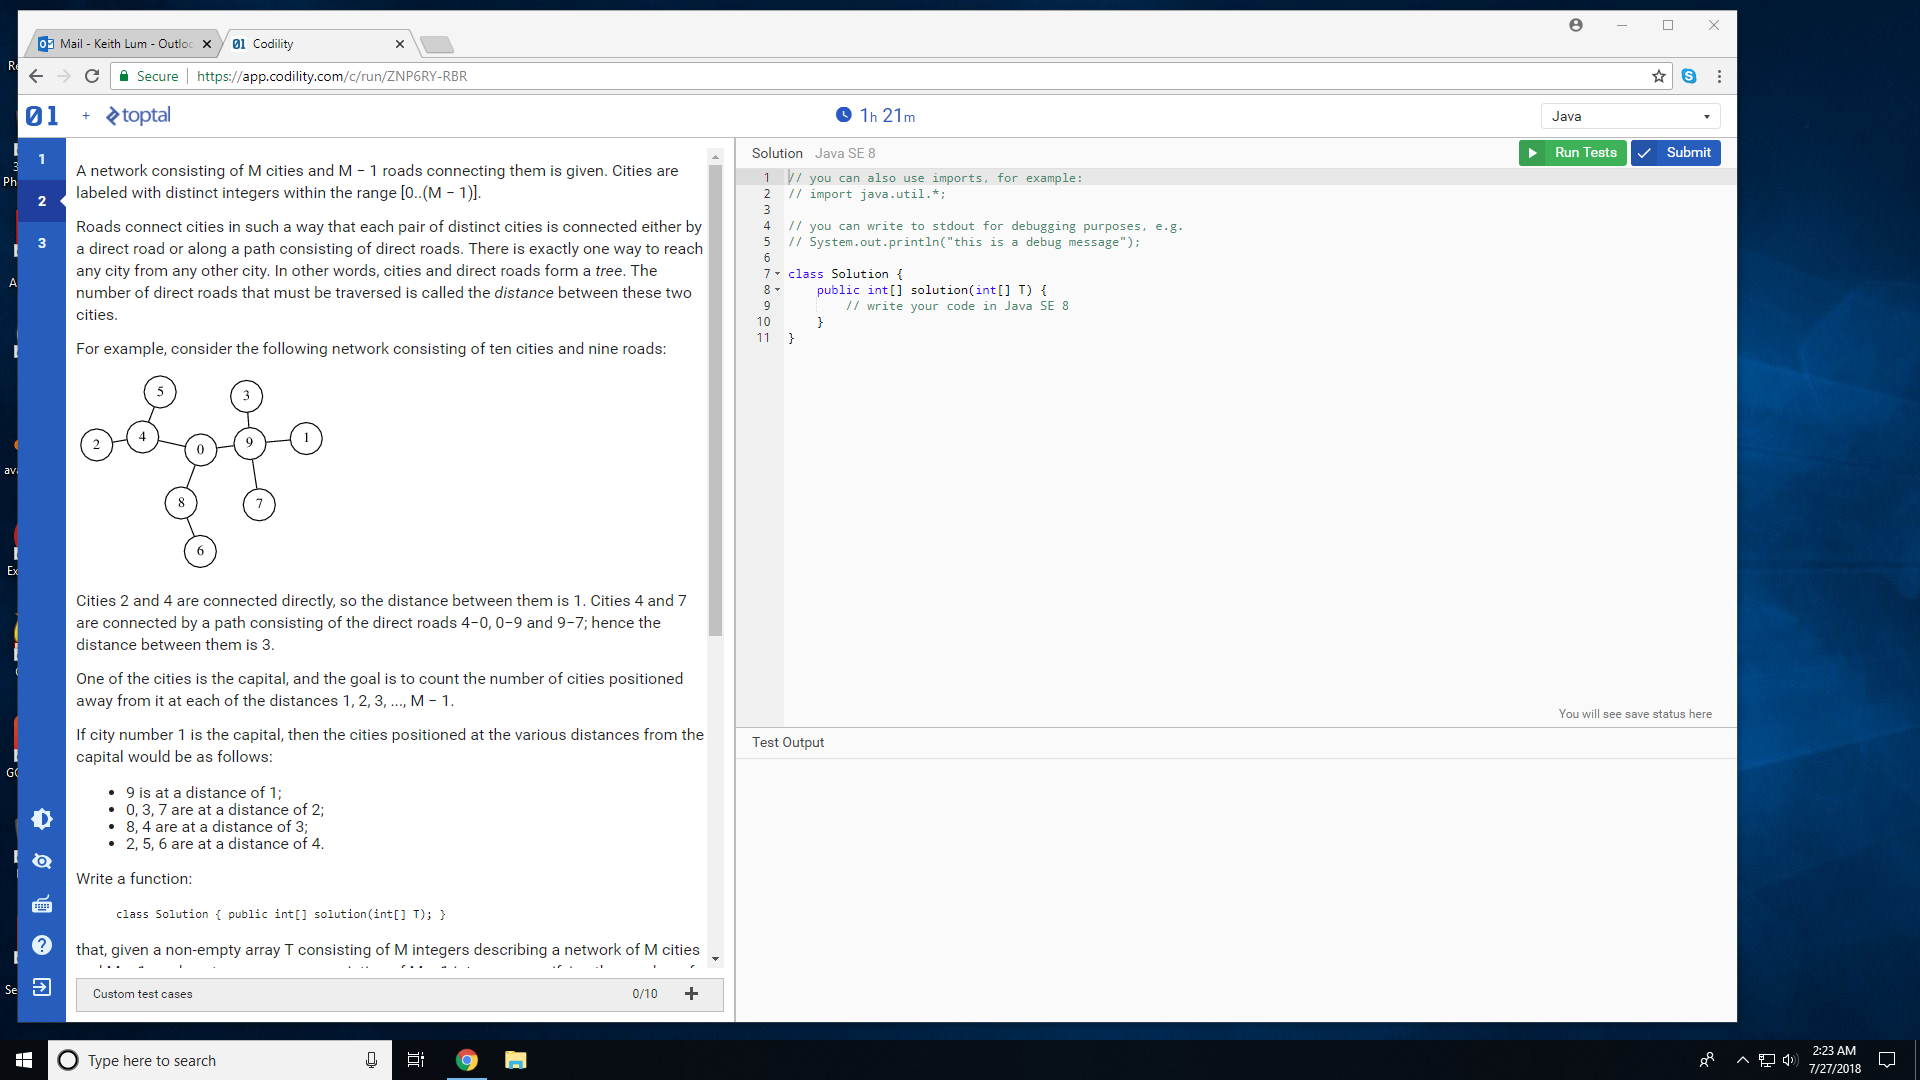 Mail - Keith Lum - Outloc
Codility
Secure
https://app.codility.com/c/run/ZNP6RY-RBR
01 + toptal
1h 21m
Java
1
2
3
A network consisting of M cities and M − 1 roads connecting them is given. Cities are
labeled with distinct integers within the range [0..(M − 1)].
Roads connect cities in such a way that each pair of distinct cities is connected either by
a direct road or along a path consisting of direct roads. There is exactly one way to reach
any city from any other city. In other words, cities and direct roads form a tree. The
number of direct roads that must be traversed is called the distance between these two
cities.
For example, consider the following network consisting of ten cities and nine roads:
5
3
2
4
0
9
1
8
7
6
Cities 2 and 4 are connected directly, so the distance between them is 1. Cities 4 and 7
are connected by a path consisting of the direct roads 4−0, 0−9 and 9−7; hence the
distance between them is 3.
One of the cities is the capital, and the goal is to count the number of cities positioned
away from it at each of the distances 1, 2, 3, ..., M − 1.
If city number 1 is the capital, then the cities positioned at the various distances from the
capital would be as follows:
• 9 is at a distance of 1;
• 0, 3, 7 are at a distance of 2;
• 8, 4 are at a distance of 3;
• 2, 5, 6 are at a distance of 4.
Write a function:
class Solution { public int[] solution(int[] T); }
that, given a non-empty array T consisting of M integers describing a network of M cities
Custom test cases
0/10
Solution Java SE 8
Run Tests
Submit
1 // you can also use imports, for example:
2 // import java.util.*;
3
4 // you can write to stdout for debugging purposes, e.g.
5 // System.out.println("this is a debug message");
6
7 class Solution {
8 public int[] solution(int[] T) {
9 // write your code in Java SE 8
10 }
11 }
You will see save status here
Test Output
Type here to search
2:23 AM
7/27/2018